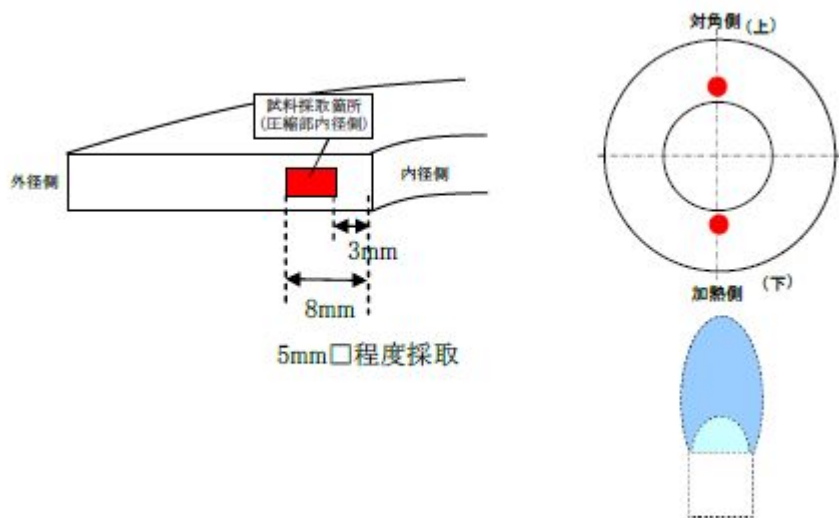 対角側(上)
試料採取箇所
(圧縮部内径側)
外径側
内径側
3mm
8mm
5mm□程度採取
(下)
加熱側